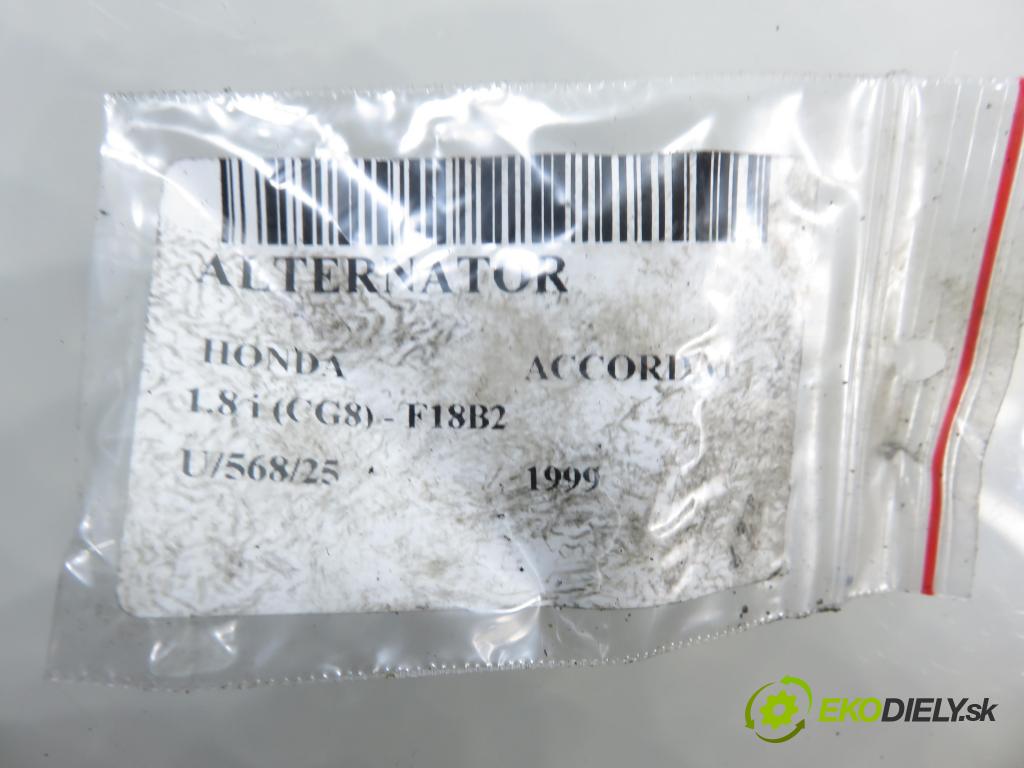 ALTERNATOR
HONDA ACCORD
1.8 i (CG8) - F18B2
U/568/25 1999
EKODIELY.sk